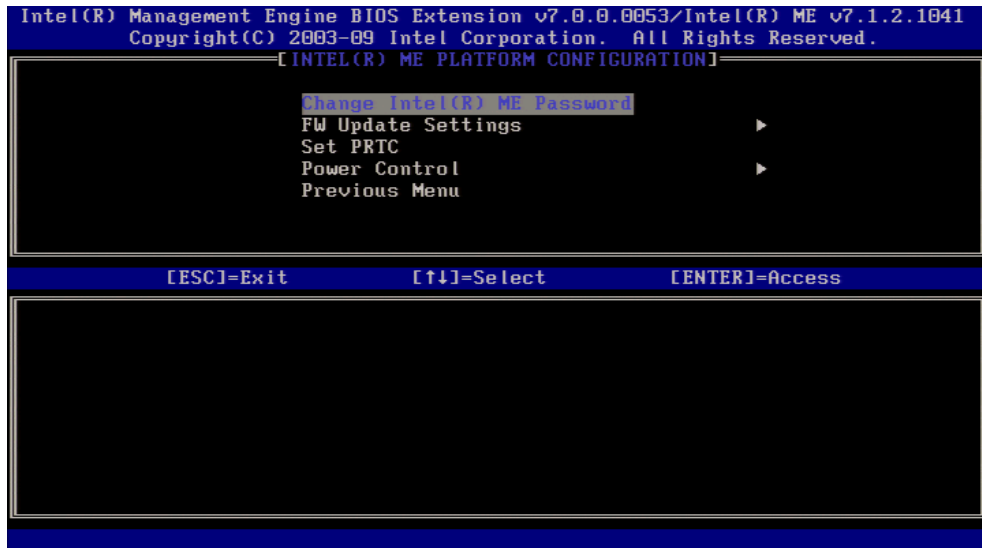 Intel(R) Management Engine BIOS Extension v7.0.0.0053/Intel(R) ME v7.1.2.1041
Copyright(C) 2003-09 Intel Corporation. All Rights Reserved.
[INTEL(R) ME PLATFORM CONFIGURATION]
Change Intel(R) ME Password
FW Update Settings ►
Set PRTC
Power Control ►
Previous Menu
[ESC]=Exit [↑↓]=Select [ENTER]=Access